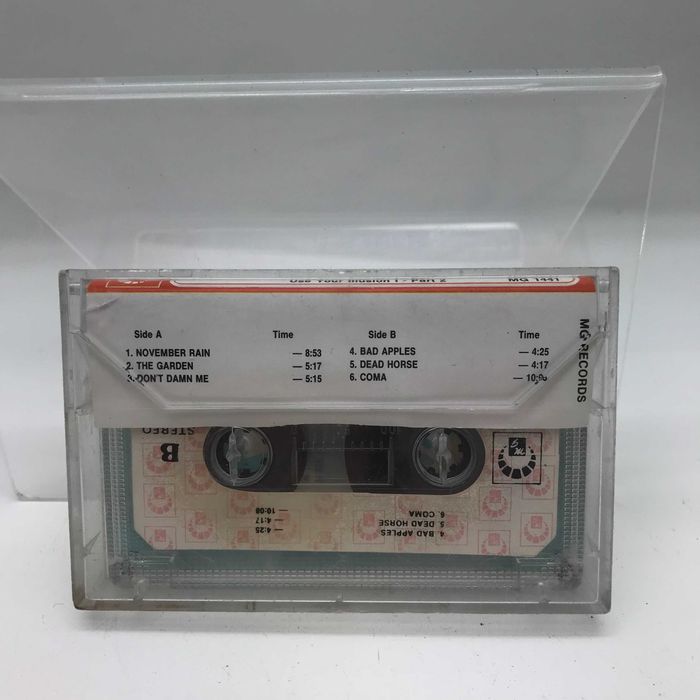 Use Your Illusion I - Part 2 MG 1441
Side A Time Side B Time
1. NOVEMBER RAIN — 8:53 4. BAD APPLES — 4:25
2. THE GARDEN — 5:17 5. DEAD HORSE — 4:17
3. DON'T DAMN ME — 5:15 6. COMA — 10:08
MG RECORDS
B
STEREO
4. BAD APPLES — 4:25
5. DEAD HORSE — 4:17
6. COMA — 10:08